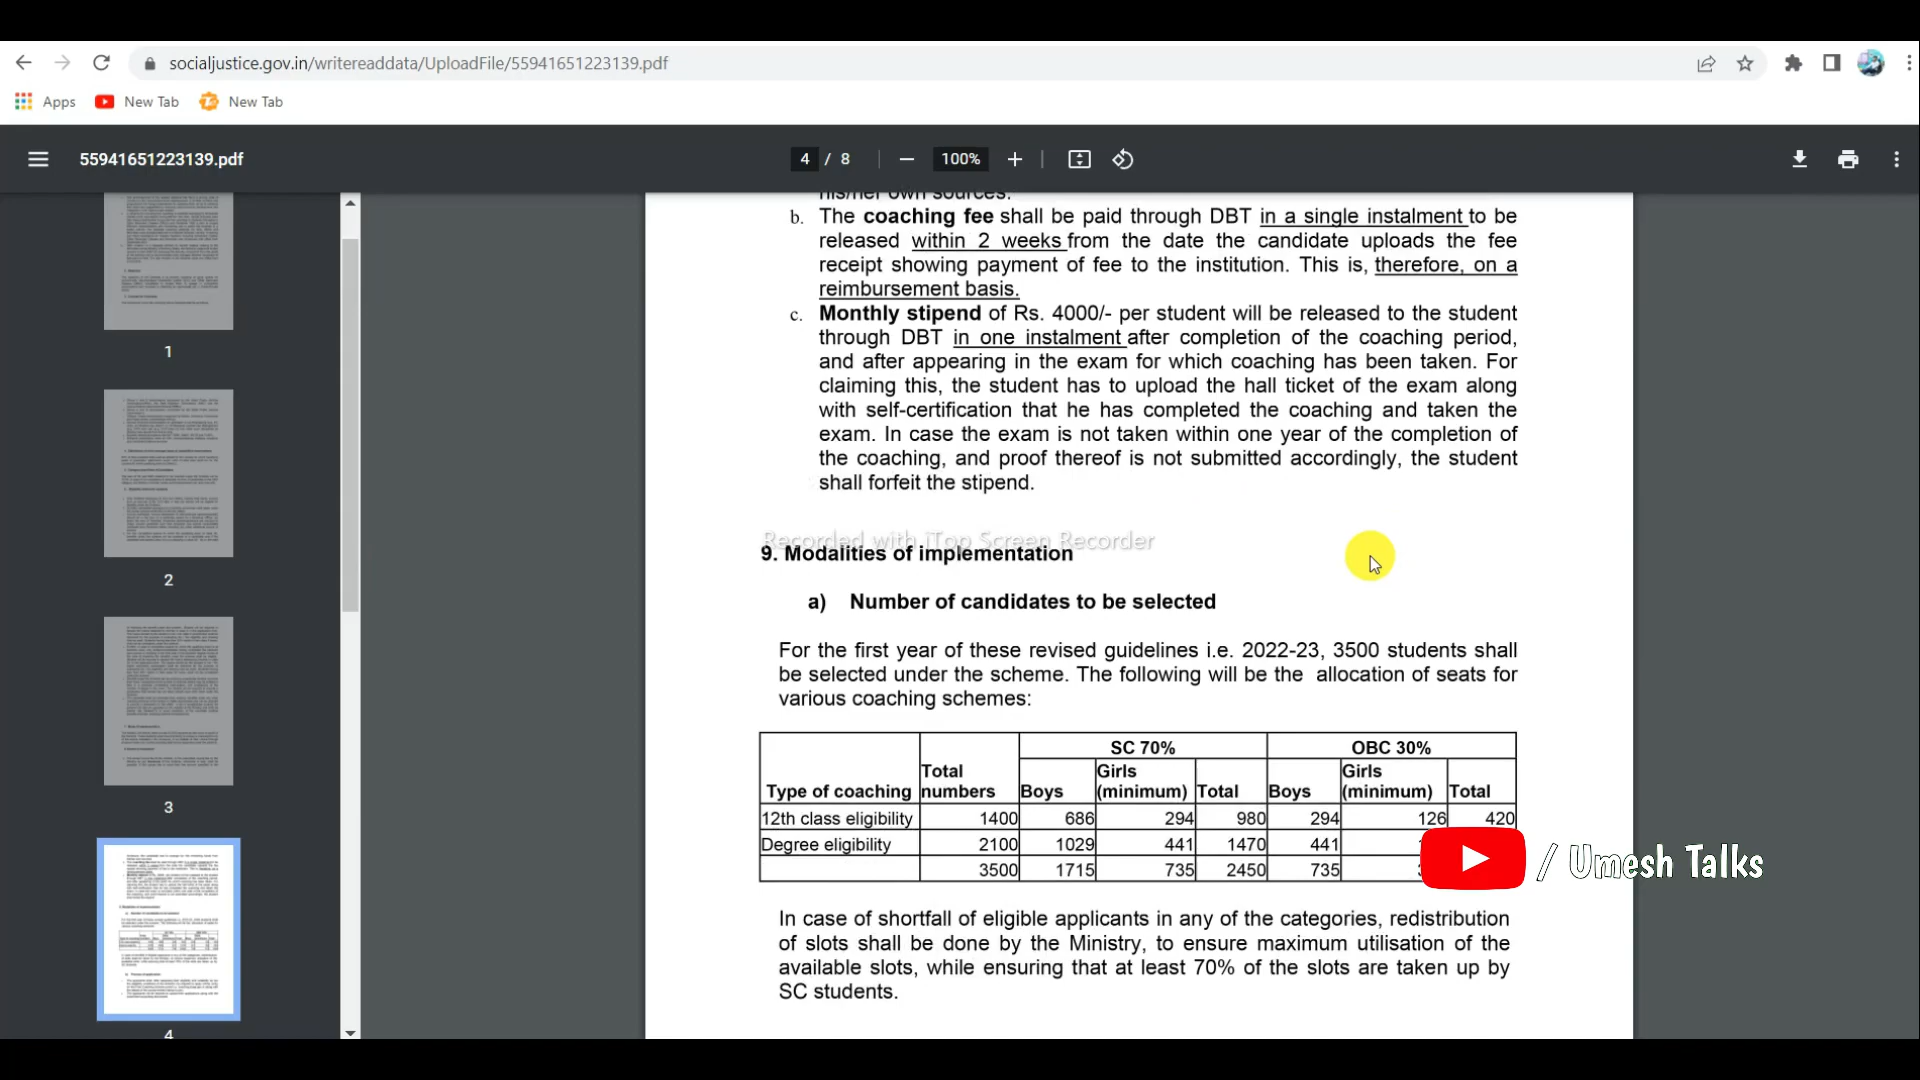 socialjustice.gov.in/writereaddata/UploadFile/55941651223139.pdf
Apps New Tab New Tab
55941651223139.pdf 4 / 8 100%
1
2
3
4
his/her own sources.
b. The coaching fee shall be paid through DBT in a single instalment to be
released within 2 weeks from the date the candidate uploads the fee
receipt showing payment of fee to the institution. This is, therefore, on a
reimbursement basis.
c. Monthly stipend of Rs. 4000/- per student will be released to the student
through DBT in one instalment after completion of the coaching period,
and after appearing in the exam for which coaching has been taken. For
claiming this, the student has to upload the hall ticket of the exam along
with self-certification that he has completed the coaching and taken the
exam. In case the exam is not taken within one year of the completion of
the coaching, and proof thereof is not submitted accordingly, the student
shall forfeit the stipend.
Recorded with iTop Screen Recorder
9. Modalities of implementation
a) Number of candidates to be selected
For the first year of these revised guidelines i.e. 2022-23, 3500 students shall
be selected under the scheme. The following will be the allocation of seats for
various coaching schemes:
SC 70% OBC 30%
Type of coaching Total numbers Boys Girls (minimum) Total Boys Girls (minimum) Total
12th class eligibility 1400 686 294 980 294 126 420
Degree eligibility 2100 1029 441 1470 441
3500 1715 735 2450 735
/ Umesh Talks
In case of shortfall of eligible applicants in any of the categories, redistribution
of slots shall be done by the Ministry, to ensure maximum utilisation of the
available slots, while ensuring that at least 70% of the slots are taken up by
SC students.